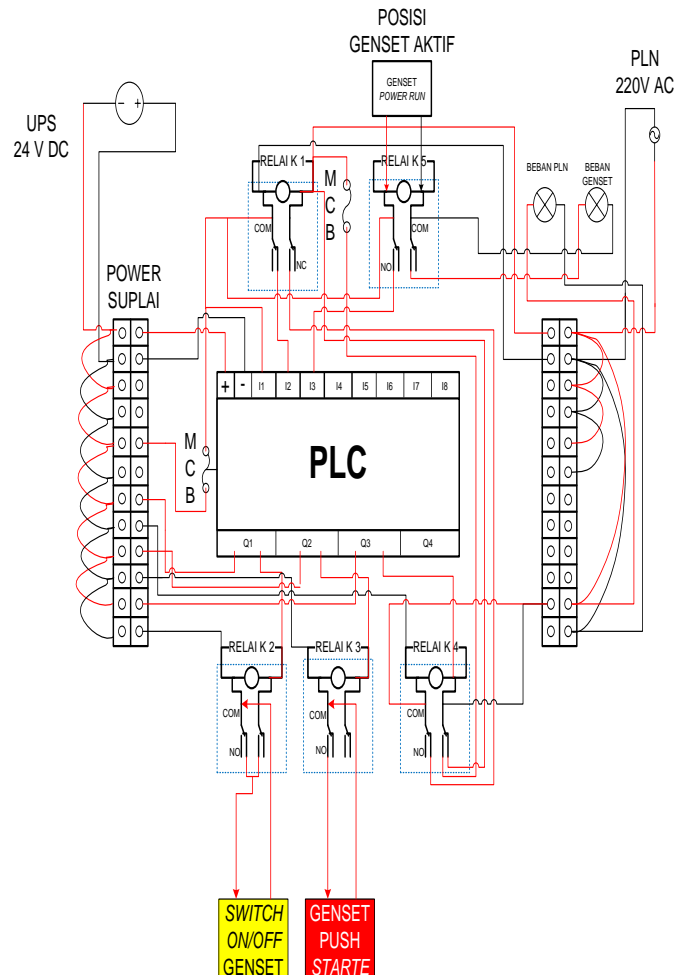 POSISI
GENSET AKTIF
PLN
220V AC
UPS
24 V DC
- +
GENSET
POWER RUN
BEBAN PLN
BEBAN
GENSET
RELAI K 1
M
C
B
RELAI K 5
COM
NC
COM
NO
POWER
SUPLAI
+ - I1 I2 I3 I4 I5 I6 I7 I8
M
C
B
PLC
Q1 Q2 Q3 Q4
RELAI K 2
RELAI K 3
RELAI K 4
COM
COM
COM
NO
NO
NO
SWITCH
ON/OFF
GENSET
GENSET
PUSH
STARTE